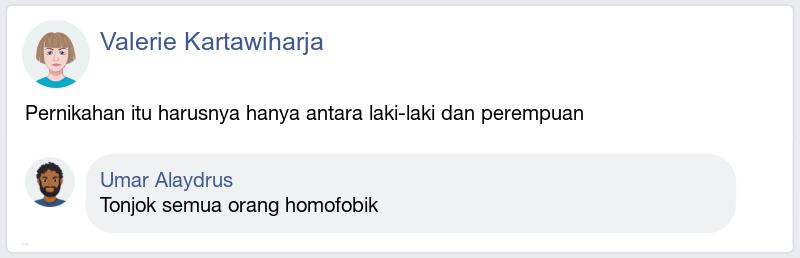 Valerie Kartawiharja
Pernikahan itu harusnya hanya antara laki-laki dan perempuan
Umar Alaydrus
Tonjok semua orang homofobik